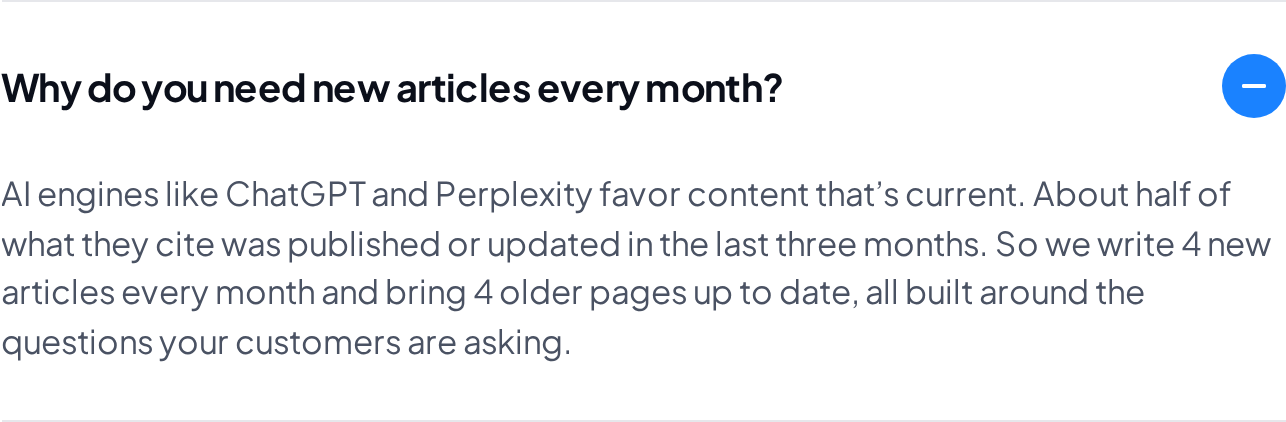 Why do you need new articles every month?
AI engines like ChatGPT and Perplexity favor content that’s current. About half of
what they cite was published or updated in the last three months. So we write 4 new
articles every month and bring 4 older pages up to date, all built around the
questions your customers are asking.